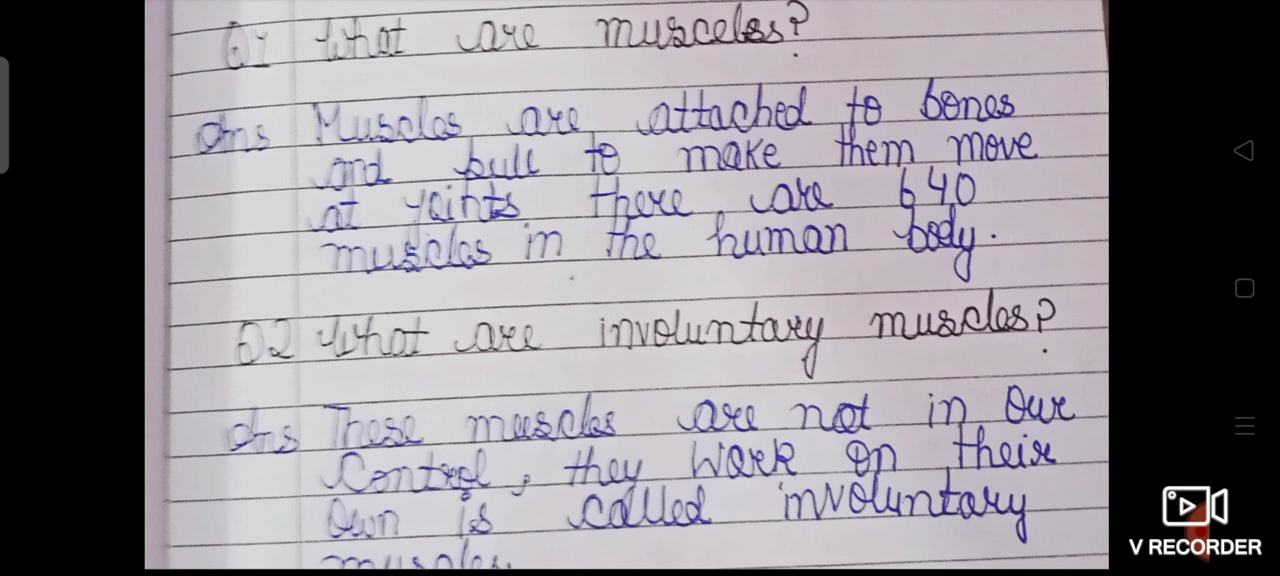 Q1 What are musceles?
Ans Muscles are attached to bones
and pull to make them move
at yoints there are 640
muscles in the human body.
Q2 What are involuntary muscles?
Ans These muscles are not in our
Control, they work on their
Own is called involuntary
muscles.
V RECORDER